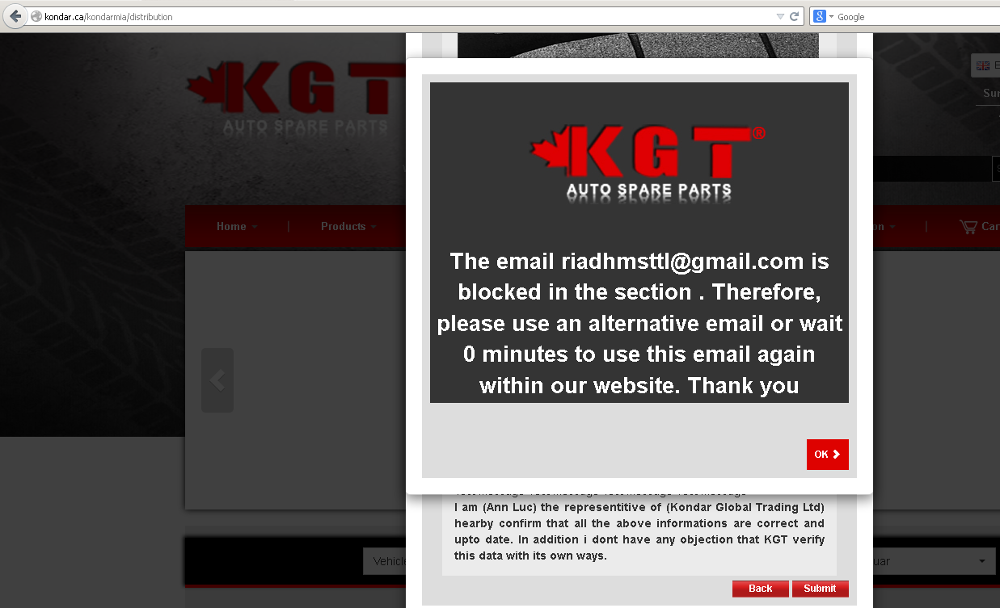 kondar.ca/kondarmia/distribution
Google
KGT
AUTO SPARE PARTS
KGT®
AUTO SPARE PARTS
Home | Products
The email riadhmsttl@gmail.com is
blocked in the section . Therefore,
please use an alternative email or wait
0 minutes to use this email again
within our website. Thank you
OK
I am (Ann Luc) the representitive of (Kondar Global Trading Ltd)
hearby confirm that all the above informations are correct and
upto date. In addition i dont have any objection that KGT verify
this data with its own ways.
Back Submit